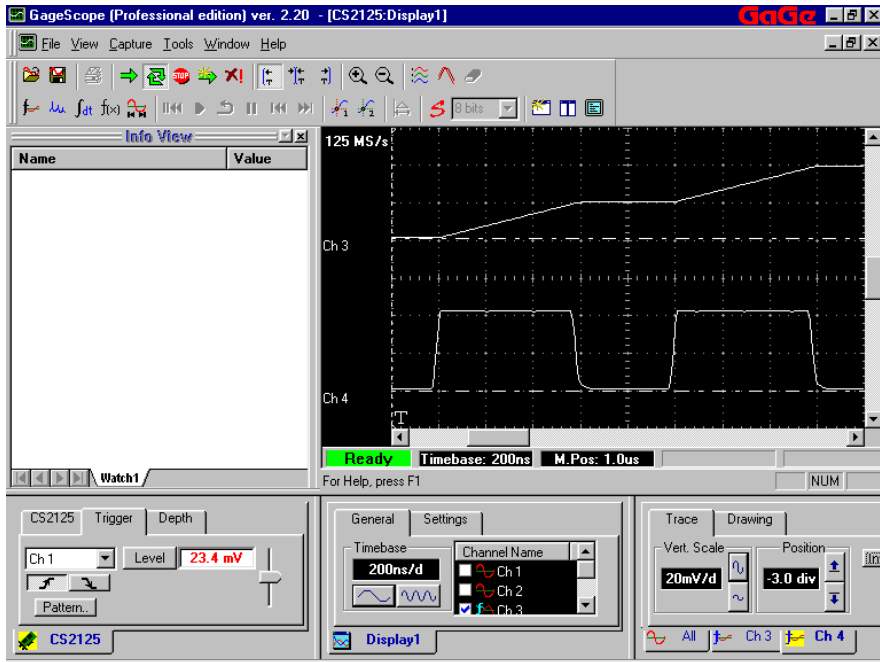 GageScope (Professional edition) ver. 2.20 - [CS2125:Display1]
GaGe
File View Capture Tools Window Help
STOP
∫dt f(x) 1 2 8 bits
Info View
Name Value
125 MS/s
Ch 3
Ch 4
T
Ready Timebase: 200ns M.Pos: 1.0us
Watch1
For Help, press F1
NUM
CS2125 Trigger Depth
Ch 1 Level 23.4 mV
Pattern..
CS2125
General Settings
Timebase
200ns/d
Channel Name
Ch 1
Ch 2
Ch 3
Display1
Trace Drawing
Vert. Scale
20mV/d
Position
-3.0 div
All Ch 3 Ch 4